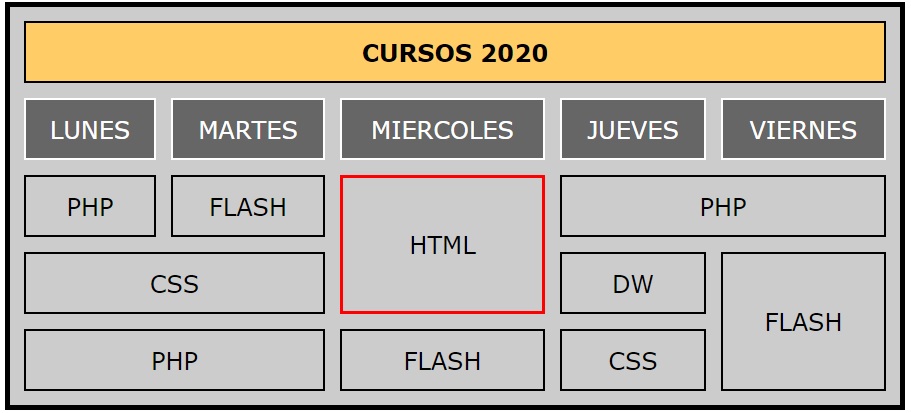 CURSOS 2020
LUNES MARTES MIERCOLES JUEVES VIERNES
PHP FLASH HTML PHP
CSS DW FLASH
PHP FLASH CSS